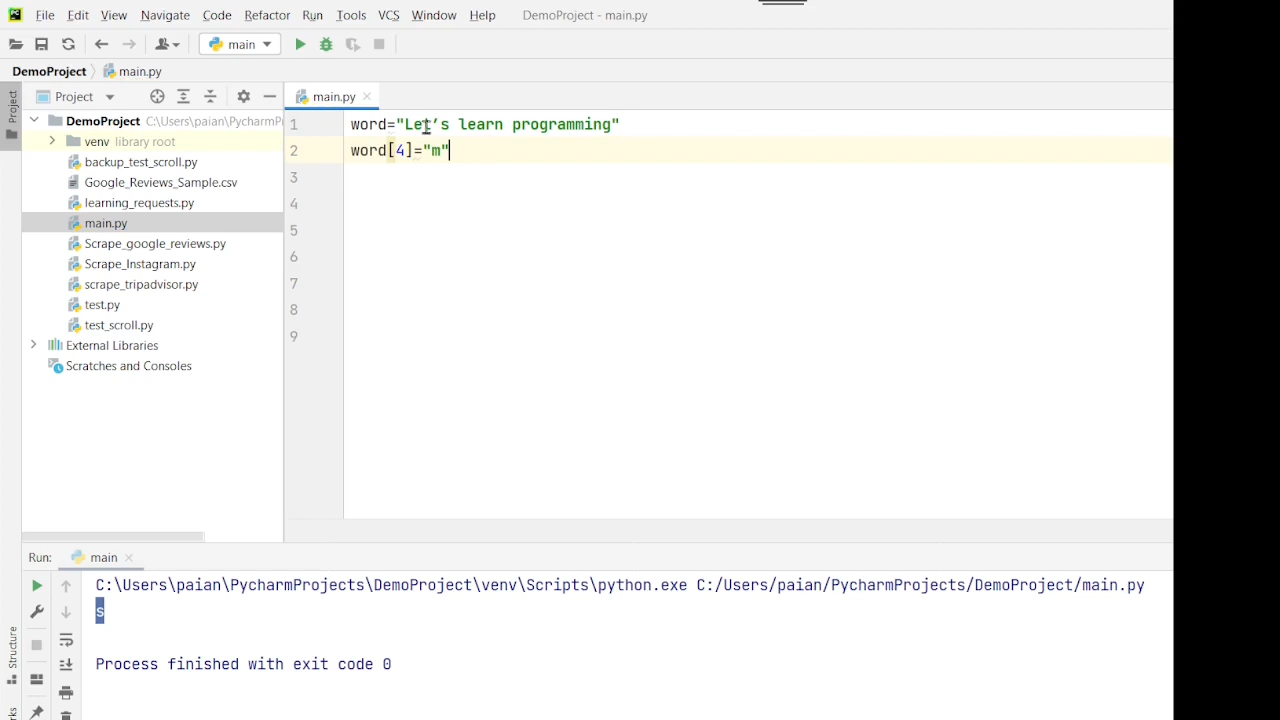 File Edit View Navigate Code Refactor Run Tools VCS Window Help DemoProject - main.py
main
DemoProject main.py
Project
Project
main.py
DemoProject C:\Users\paian\PycharmP
venv library root
backup_test_scroll.py
Google_Reviews_Sample.csv
learning_requests.py
main.py
Scrape_google_reviews.py
Scrape_Instagram.py
scrape_tripadvisor.py
test.py
test_scroll.py
External Libraries
Scratches and Consoles
1 word="Let’s learn programming"
2 word[4]="m"
3
4
5
6
7
8
9
Run: main
C:\Users\paian\PycharmProjects\DemoProject\venv\Scripts\python.exe C:/Users/paian/PycharmProjects/DemoProject/main.py
s
Process finished with exit code 0
Structure